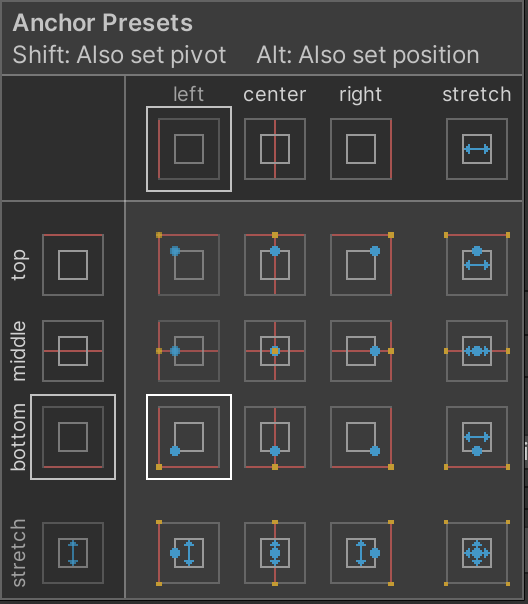 Anchor Presets
Shift: Also set pivot Alt: Also set position
left center right stretch
top
middle
bottom
stretch